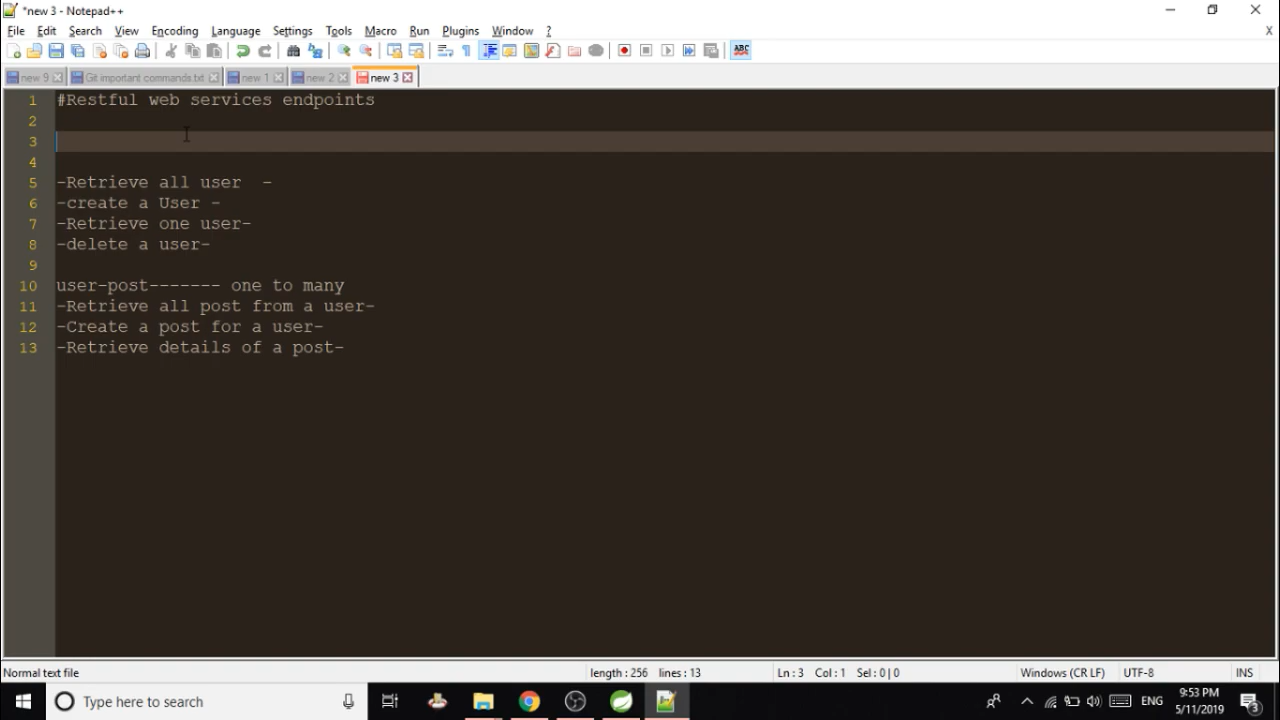 *new 3 - Notepad++
File Edit Search View Encoding Language Settings Tools Macro Run Plugins Window ? X
ABC
new 9 Git important commands.txt new 1 new 2 new 3
1 #Restful web services endpoints
2
3
4
5 -Retrieve all user  -
6 -create a User -
7 -Retrieve one user-
8 -delete a user-
9
10 user-post------- one to many
11 -Retrieve all post from a user-
12 -Create a post for a user-
13 -Retrieve details of a post-
Normal text file length : 256 lines : 13 Ln : 3 Col : 1 Sel : 0 | 0 Windows (CR LF) UTF-8 INS
Type here to search ENG 9:53 PM
5/11/2019 3